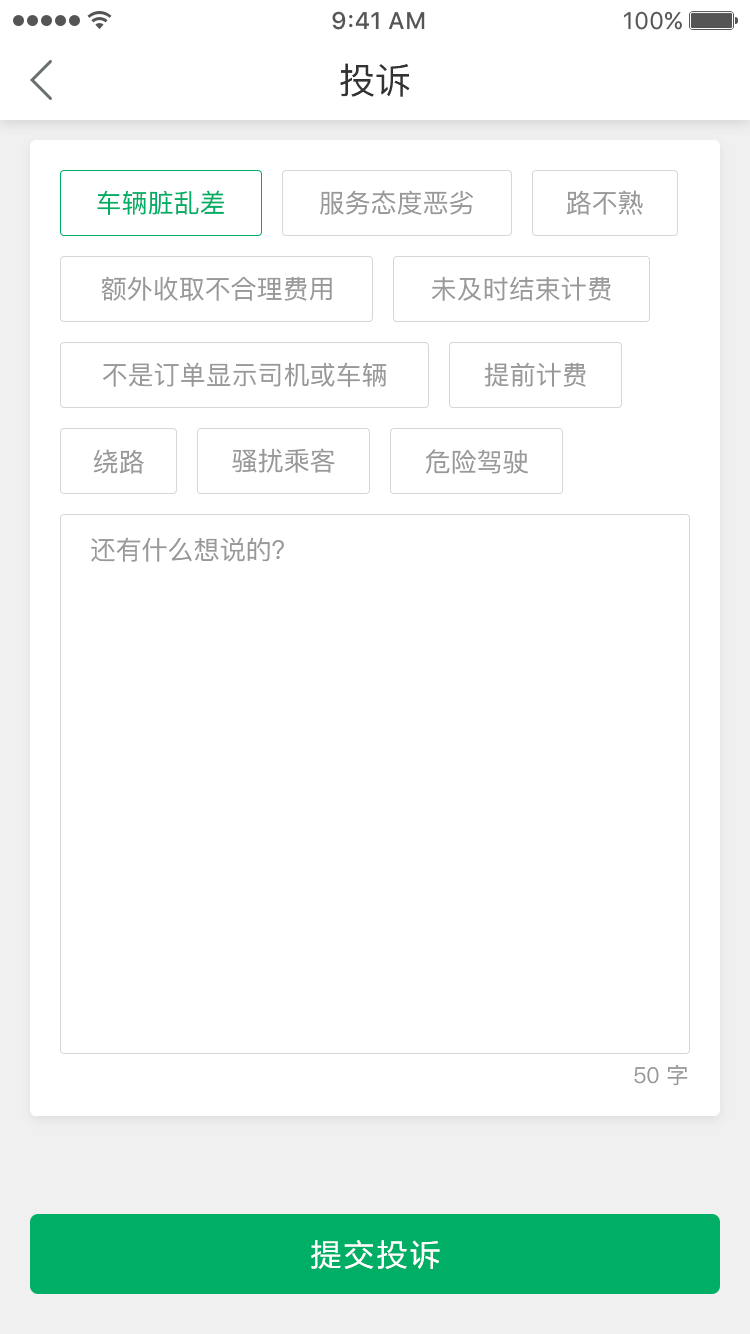 9:41 AM 100%
投诉
车辆脏乱差 服务态度恶劣 路不熟
额外收取不合理费用 未及时结束计费
不是订单显示司机或车辆 提前计费
绕路 骚扰乘客 危险驾驶
还有什么想说的?
50 字
提交投诉